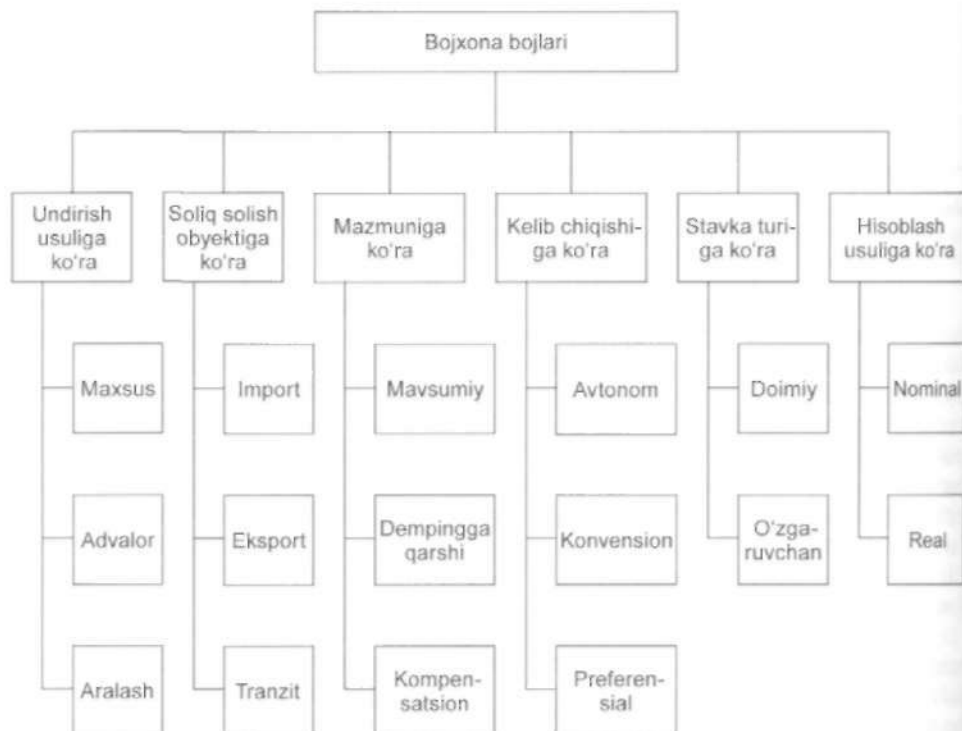 Bojxona bojlari
Undirish
usuliga
ko‘ra
Soliq solish
obyektiga
ko‘ra
Mazmuniga
ko‘ra
Kelib chiqishi-
ga ko‘ra
Stavka turi-
ga ko‘ra
Hisoblash
usuliga ko‘ra
Maxsus
Import
Mavsumiy
Avtonom
Doimiy
Nominal
Advalor
Eksport
Dempingga
qarshi
Konvension
O‘zga-
ruvchan
Real
Aralash
Tranzit
Kompen-
satsion
Preferen-
sial